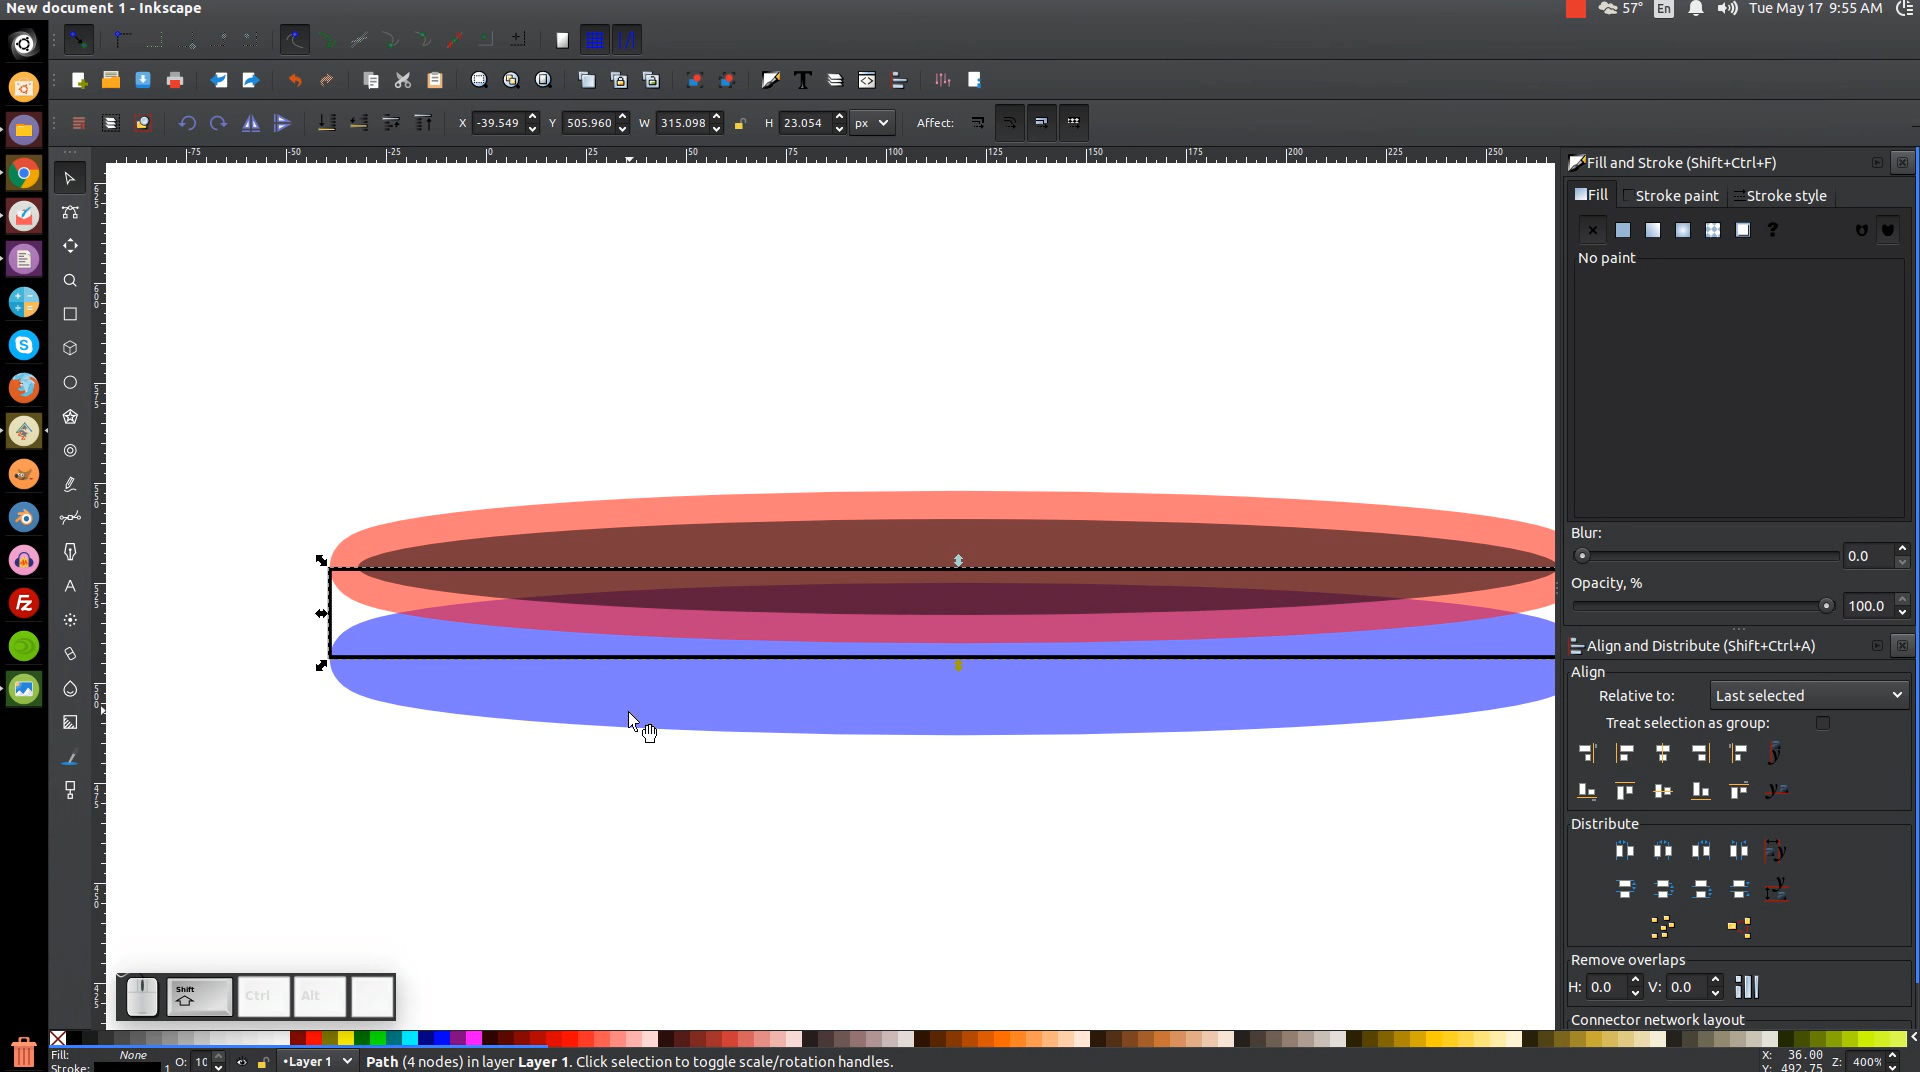 New document 1 - Inkscape
57° En Tue May 17 9:55 AM
X -39.549 Y 505.960 W 315.098 H 23.054 px Affect:
-75 -50 -25 0 25 50 75 100 125 150 175 200 225 250
Fill and Stroke (Shift+Ctrl+F)
Fill Stroke paint Stroke style
?
No paint
Blur:
0.0
Opacity, %
100.0
Align and Distribute (Shift+Ctrl+A)
Align
Relative to: Last selected
Treat selection as group:
Distribute
Remove overlaps
H: 0.0 V: 0.0
Connector network layout
Shift Ctrl Alt
Fill: None
Stroke: 1
O: 10
•Layer 1
Path (4 nodes) in layer Layer 1. Click selection to toggle scale/rotation handles.
X: 36.00
Y: 492.75
Z: 400%